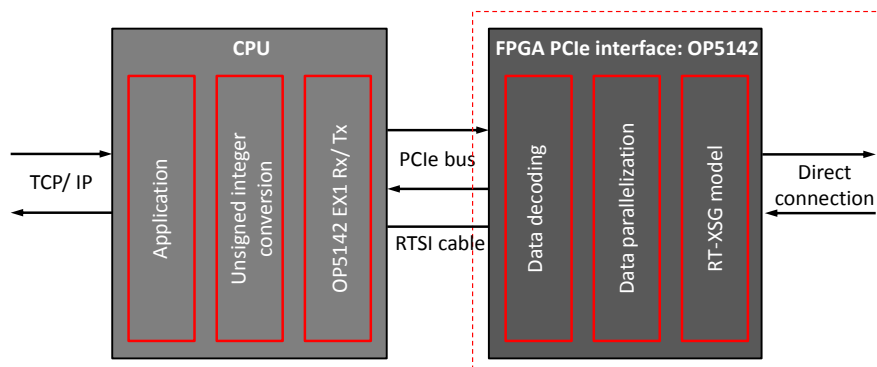 CPU
FPGA PCIe interface: OP5142
TCP/ IP
Application
Unsigned integer
conversion
OP5142 EX1 Rx/ Tx
PCIe bus
RTSI cable
Data decoding
Data parallelization
RT-XSG model
Direct
connection